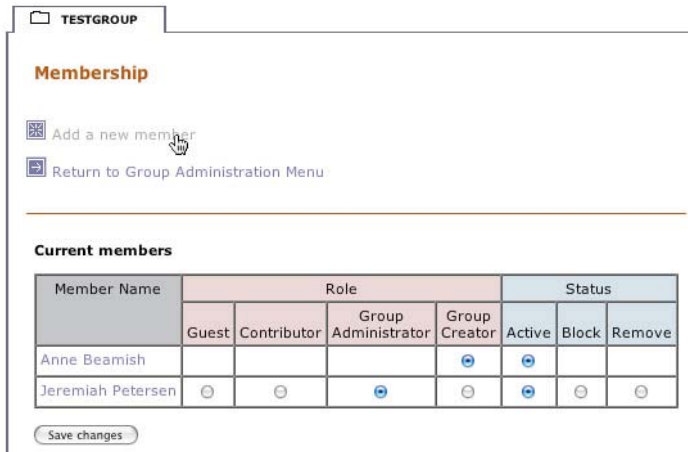 TESTGROUP
Membership
Add a new member
Return to Group Administration Menu
Current members
Member Name Role Status
Guest Contributor Group Administrator Group Creator Active Block Remove
Anne Beamish
Jeremiah Petersen
Save changes